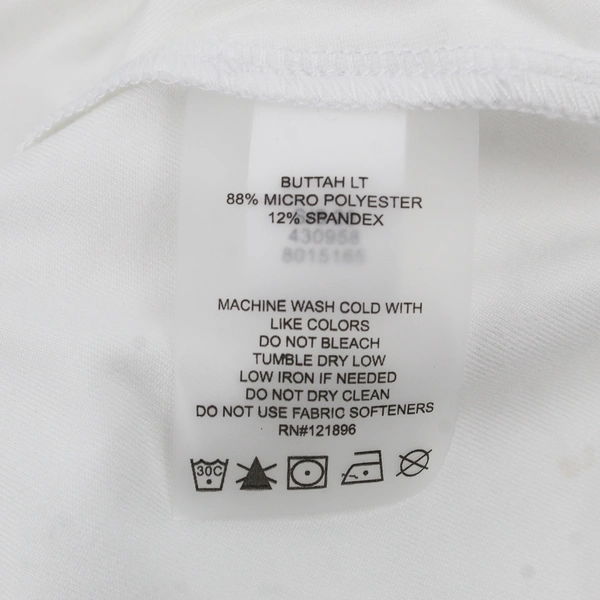 BUTTAH LT
88% MICRO POLYESTER
12% SPANDEX
430958
8015165
MACHINE WASH COLD WITH
LIKE COLORS
DO NOT BLEACH
TUMBLE DRY LOW
LOW IRON IF NEEDED
DO NOT DRY CLEAN
DO NOT USE FABRIC SOFTENERS
RN#121896
30C